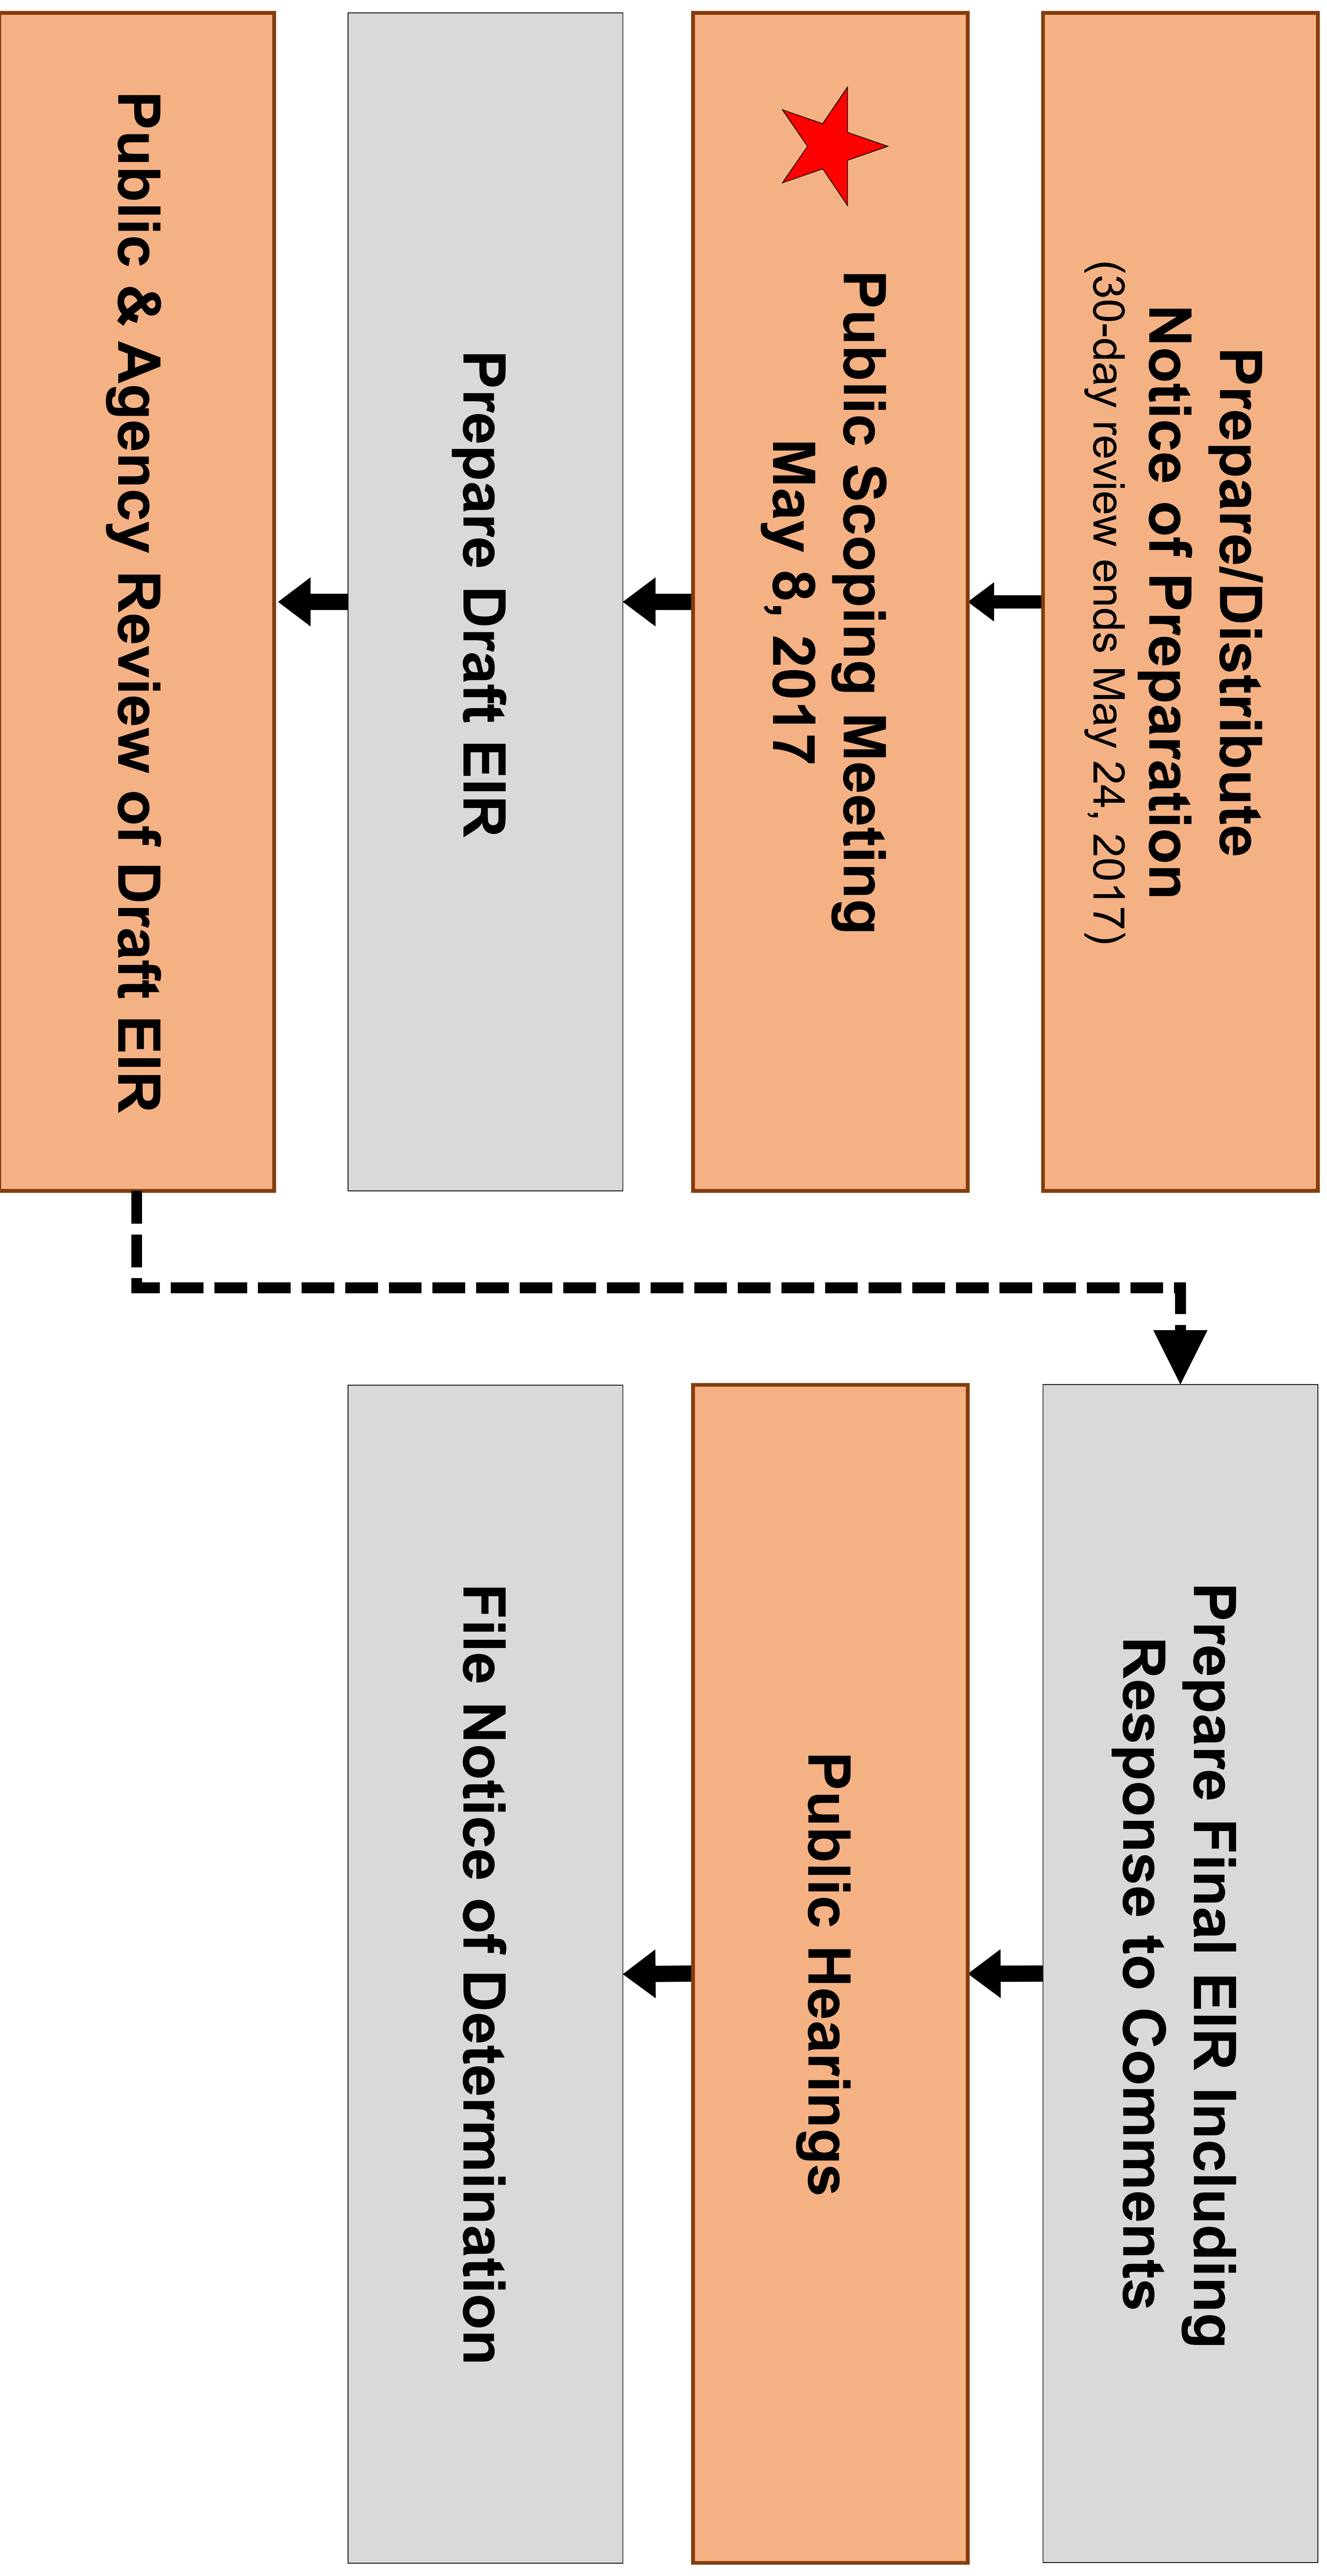 Prepare/Distribute
Notice of Preparation
(30-day review ends May 24, 2017)
Public Scoping Meeting
May 8, 2017
Prepare Draft EIR
Public & Agency Review of Draft EIR
Prepare Final EIR Including
Response to Comments
Public Hearings
File Notice of Determination